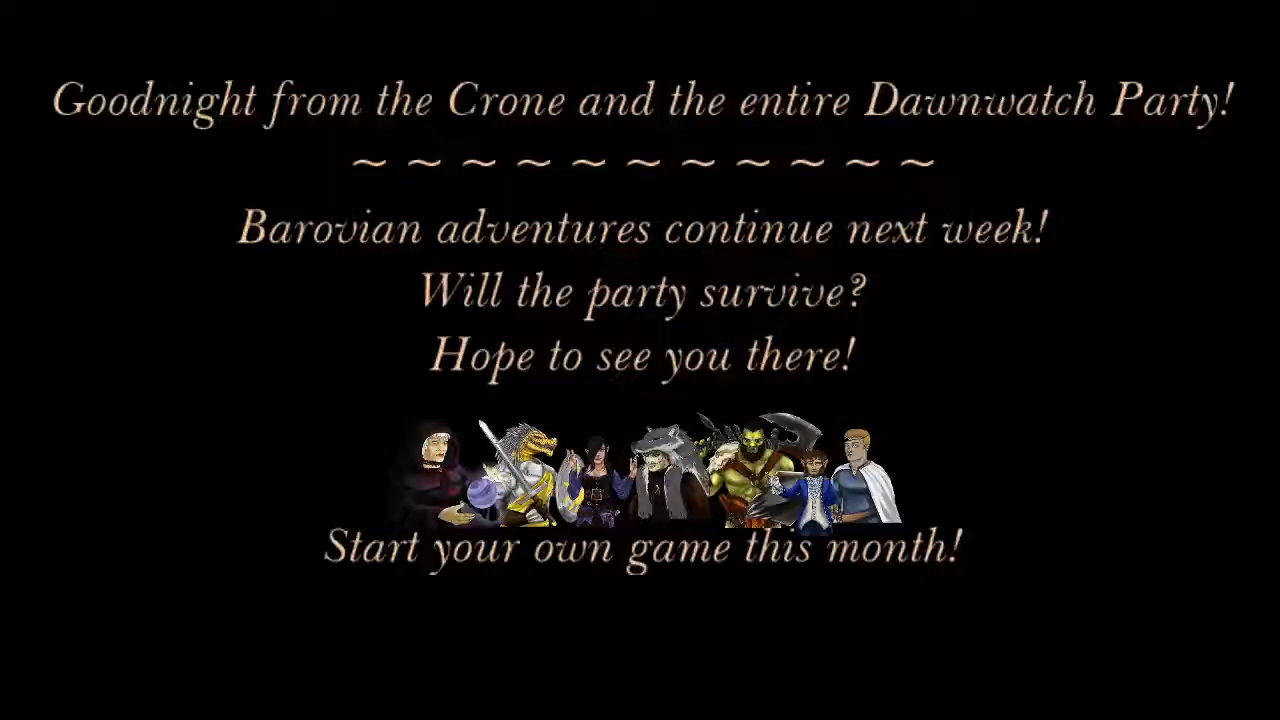 Goodnight from the Crone and the entire Dawnwatch Party!
~ ~ ~ ~ ~ ~ ~ ~ ~ ~ ~
Barovian adventures continue next week!
Will the party survive?
Hope to see you there!
Start your own game this month!